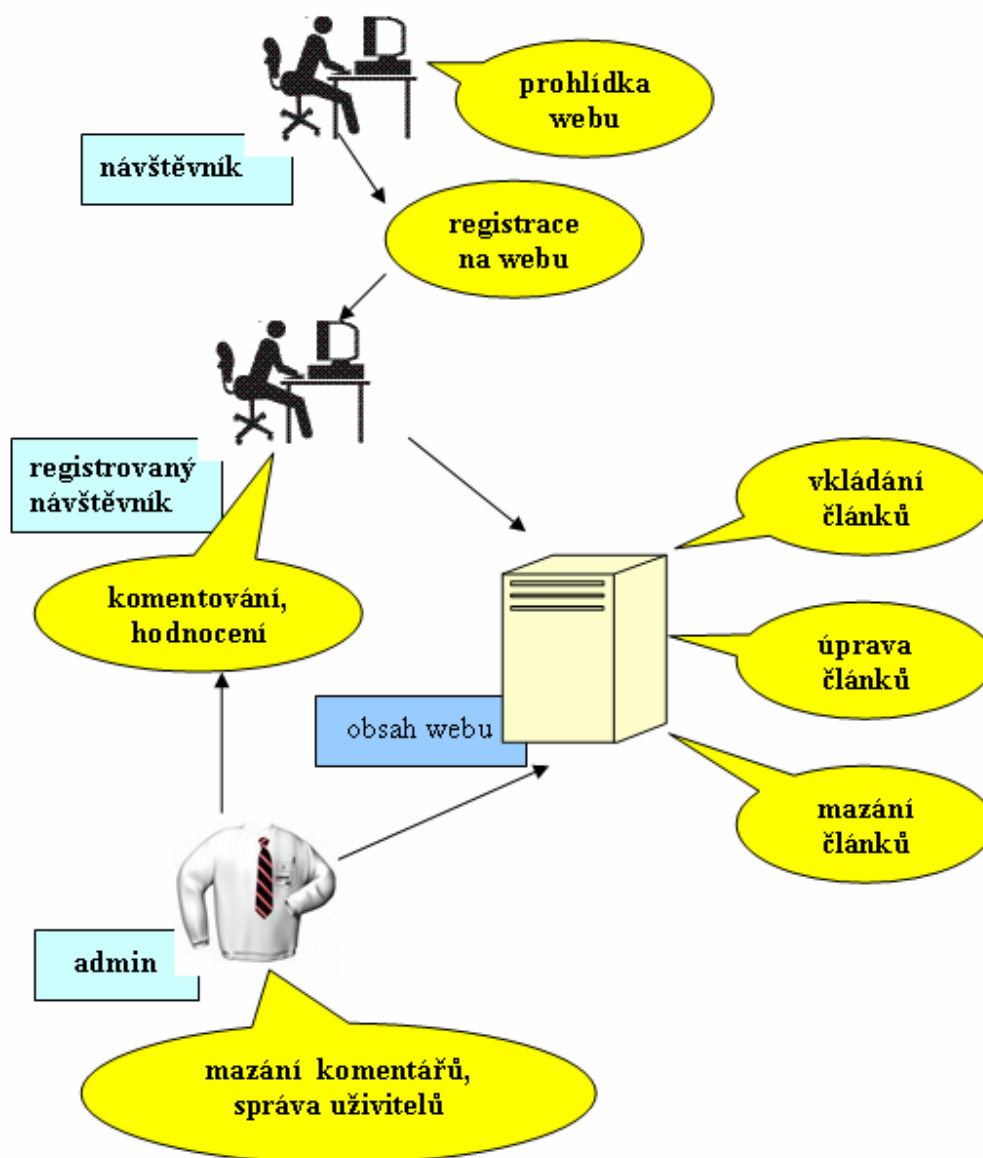 prohlídka
webu
návštěvník
registrace
na webu
registrovaný
návštěvník
vkládání
článků
komentování,
hodnocení
úprava
článků
obsah webu
mazání
článků
admin
mazání komentářů,
správa uživitelů